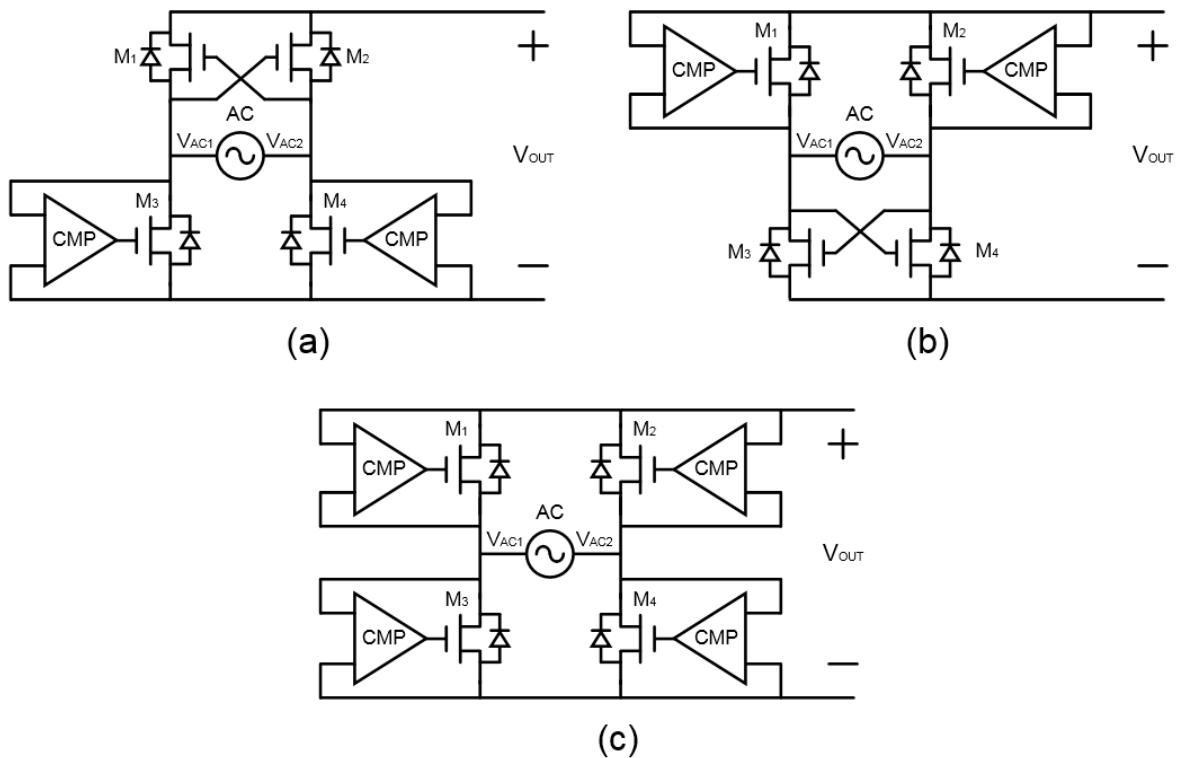 M1 M2
AC
VAC1 VAC2
M3 M4
CMP CMP
+
VOUT
−
(a)
M1 M2
CMP CMP
AC
VAC1 VAC2
M3 M4
+
VOUT
−
(b)
M1 M2
CMP CMP
AC
VAC1 VAC2
M3 M4
CMP CMP
+
VOUT
−
(c)